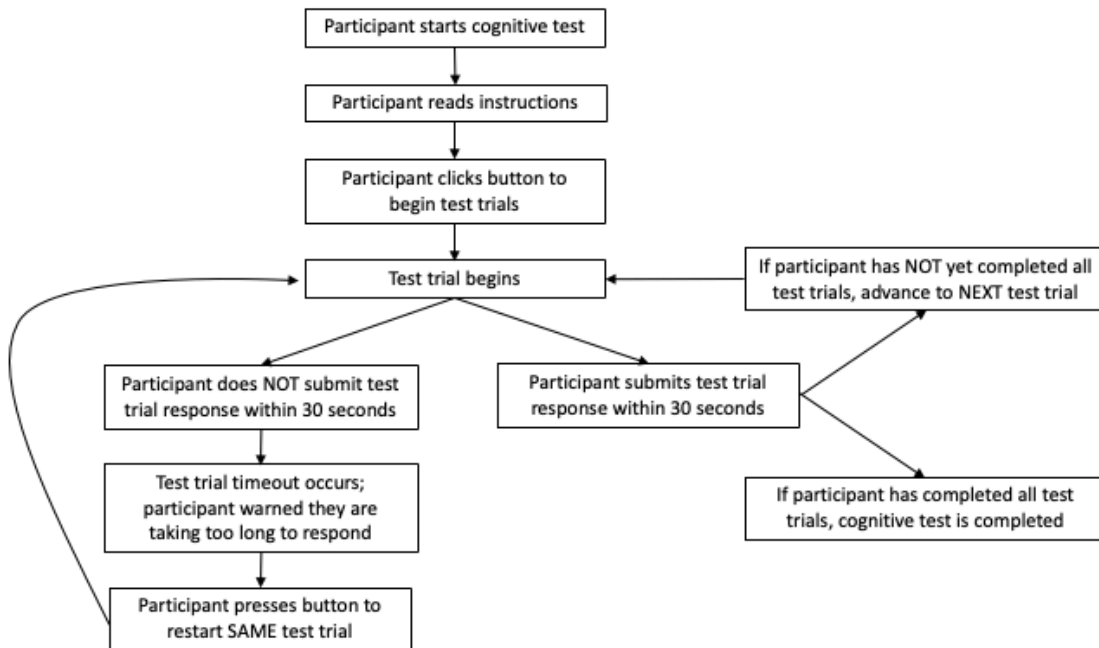 Participant starts cognitive test
Participant reads instructions
Participant clicks button to
begin test trials
Test trial begins
If participant has NOT yet completed all
test trials, advance to NEXT test trial
Participant does NOT submit test
trial response within 30 seconds
Participant submits test trial
response within 30 seconds
Test trial timeout occurs;
participant warned they are
taking too long to respond
If participant has completed all test
trials, cognitive test is completed
Participant presses button to
restart SAME test trial